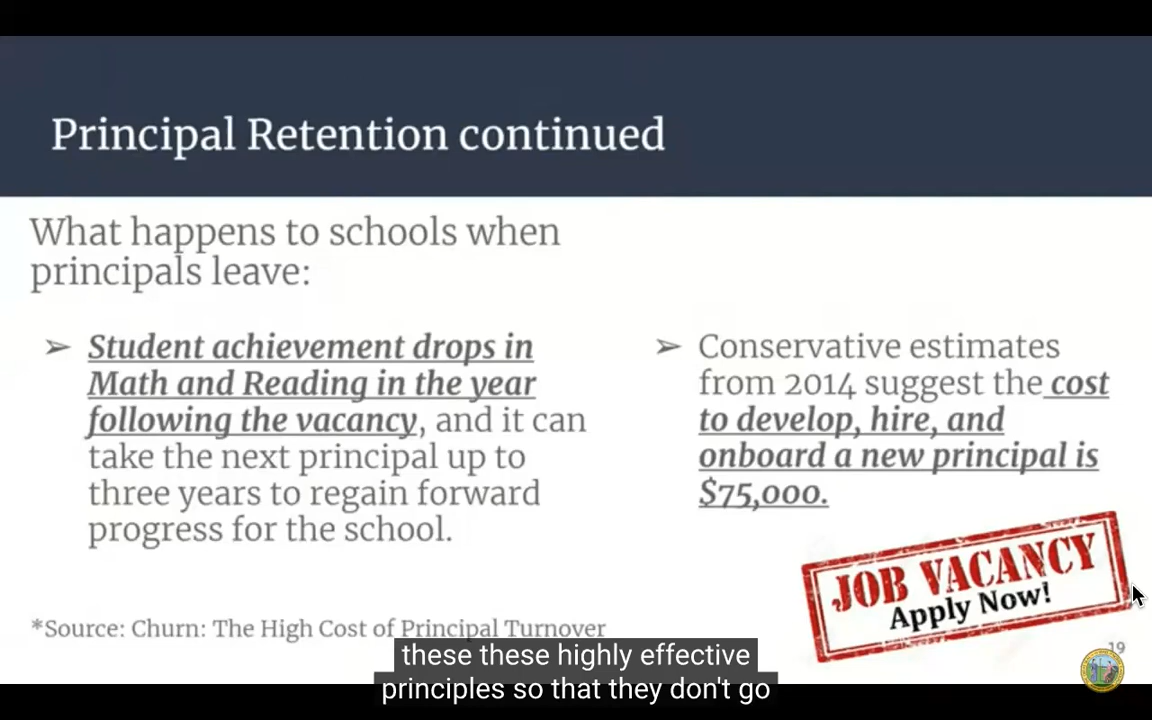 Principal Retention continued
What happens to schools when
principals leave:
➢ Student achievement drops in
Math and Reading in the year
following the vacancy, and it can
take the next principal up to
three years to regain forward
progress for the school.
➢ Conservative estimates
from 2014 suggest the cost
to develop, hire, and
onboard a new principal is
$75,000.
JOB VACANCY
Apply Now!
*Source: Churn: The High Cost of Principal Turnover
19
these these highly effective
principles so that they don't go